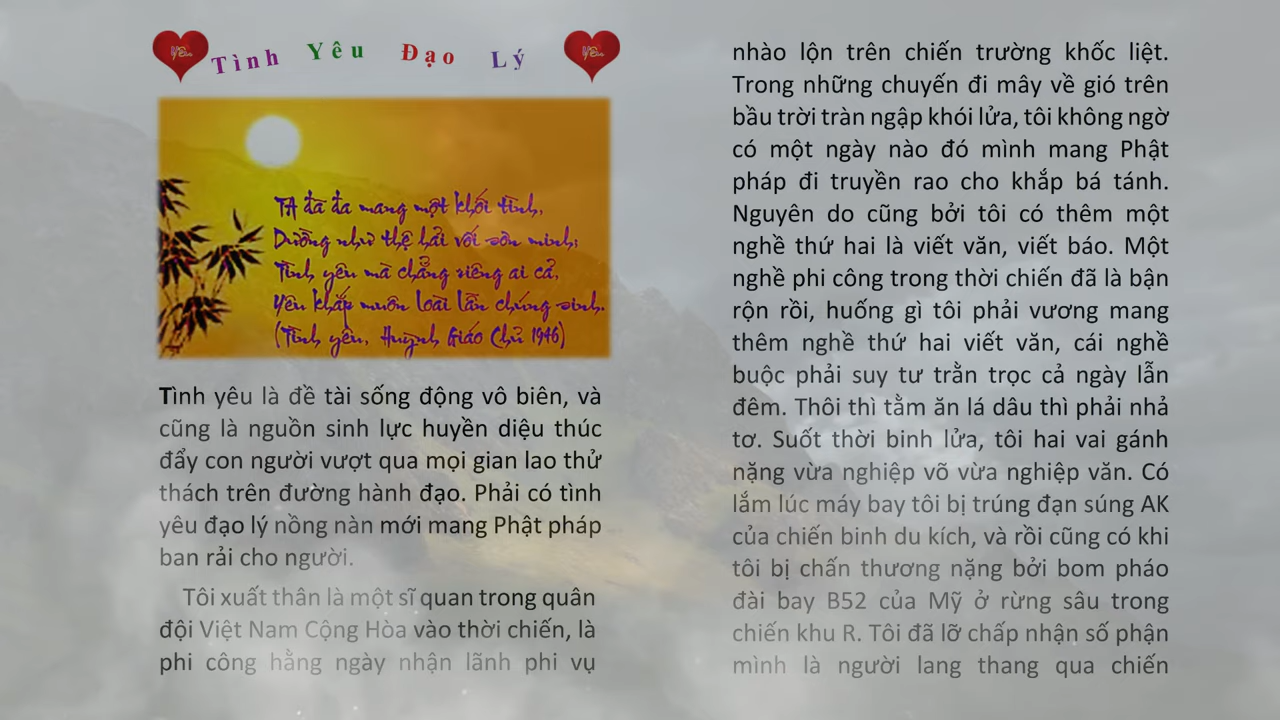 Tình Yêu Đạo Lý
TA đã đa mang một khối tình,
Dường như thệ hải với sơn minh;
Tình yêu mà chẳng riêng ai cả,
Yêu khắp muôn loài lẫn chúng sinh.
(Tình yêu, Huỳnh Giáo Chủ 1946)
Tình yêu là đề tài sống động vô biên, và
cũng là nguồn sinh lực huyền diệu thúc
đẩy con người vượt qua mọi gian lao thử
thách trên đường hành đạo. Phải có tình
yêu đạo lý nồng nàn mới mang Phật pháp
ban rải cho người.
Tôi xuất thân là một sĩ quan trong quân
đội Việt Nam Cộng Hòa vào thời chiến, là
phi công hằng ngày nhận lãnh phi vụ
nhào lộn trên chiến trường khốc liệt.
Trong những chuyến đi mây về gió trên
bầu trời tràn ngập khói lửa, tôi không ngờ
có một ngày nào đó mình mang Phật
pháp đi truyền rao cho khắp bá tánh.
Nguyên do cũng bởi tôi có thêm một
nghề thứ hai là viết văn, viết báo. Một
nghề phi công trong thời chiến đã là bận
rộn rồi, huống gì tôi phải vương mang
thêm nghề thứ hai viết văn, cái nghề
buộc phải suy tư trằn trọc cả ngày lẫn
đêm. Thôi thì tằm ăn lá dâu thì phải nhả
tơ. Suốt thời binh lửa, tôi hai vai gánh
nặng vừa nghiệp võ vừa nghiệp văn. Có
lắm lúc máy bay tôi bị trúng đạn súng AK
của chiến binh du kích, và rồi cũng có khi
tôi bị chấn thương nặng bởi bom pháo
đài bay B52 của Mỹ ở rừng sâu trong
chiến khu R. Tôi đã lỡ chấp nhận số phận
mình là người lang thang qua chiến